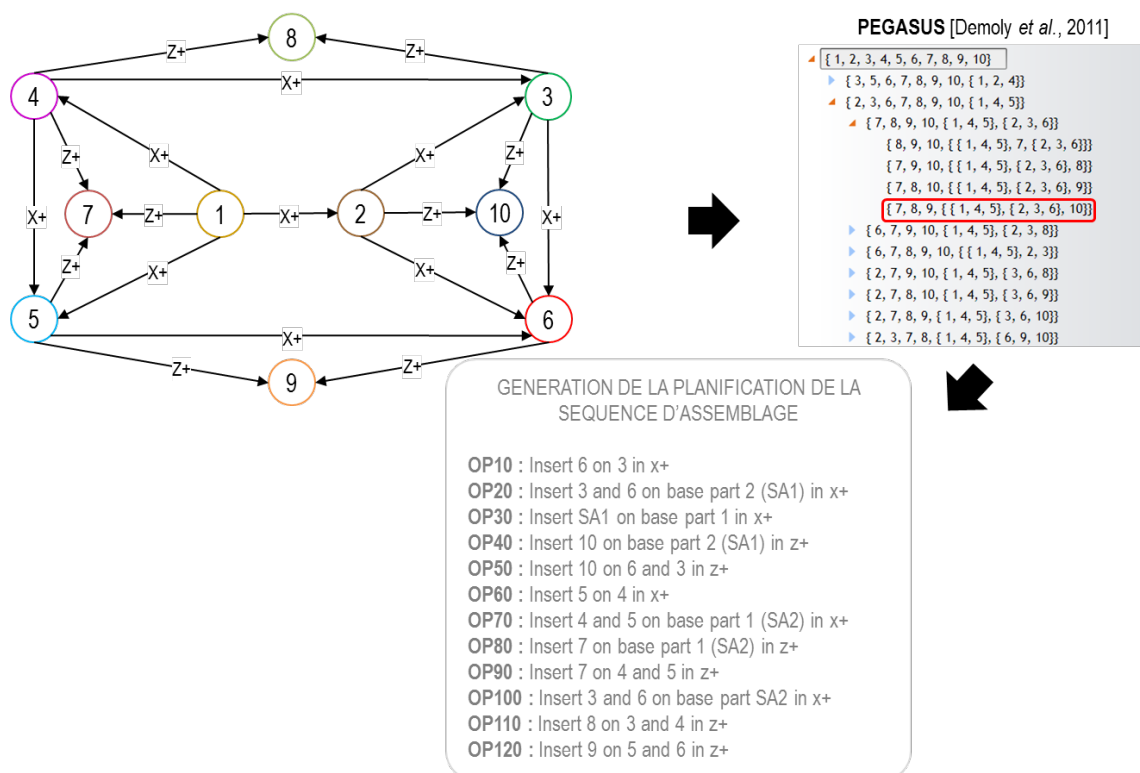 8
Z+
Z+
X+
4
3
X+
Z+
X+
Z+
X+
7
Z+
1
X+
2
Z+
10
X+
Z+
X+
X+
Z+
5
6
X+
Z+
Z+
9
PEGASUS [Demoly et al., 2011]
{ 1, 2, 3, 4, 5, 6, 7, 8, 9, 10}
{ 3, 5, 6, 7, 8, 9, 10, { 1, 2, 4}}
{ 2, 3, 6, 7, 8, 9, 10, { 1, 4, 5}}
{ 7, 8, 9, 10, { 1, 4, 5}, { 2, 3, 6}}
{ 8, 9, 10, { { 1, 4, 5}, 7, { 2, 3, 6}}}
{ 7, 9, 10, { { 1, 4, 5}, { 2, 3, 6}, 8}}
{ 7, 8, 10, { { 1, 4, 5}, { 2, 3, 6}, 9}}
{ 7, 8, 9, { { 1, 4, 5}, { 2, 3, 6}, 10}}
{ 6, 7, 9, 10, { 1, 4, 5}, { 2, 3, 8}}
{ 6, 7, 8, 9, 10, { { 1, 4, 5}, 2, 3}}
{ 2, 7, 9, 10, { 1, 4, 5}, { 3, 6, 8}}
{ 2, 7, 8, 10, { 1, 4, 5}, { 3, 6, 9}}
{ 2, 7, 8, 9, { 1, 4, 5}, { 3, 6, 10}}
{ 2, 3, 7, 8, { 1, 4, 5}, { 6, 9, 10}}
GENERATION DE LA PLANIFICATION DE LA
SEQUENCE D'ASSEMBLAGE
OP10 : Insert 6 on 3 in x+
OP20 : Insert 3 and 6 on base part 2 (SA1) in x+
OP30 : Insert SA1 on base part 1 in x+
OP40 : Insert 10 on base part 2 (SA1) in z+
OP50 : Insert 10 on 6 and 3 in z+
OP60 : Insert 5 on 4 in x+
OP70 : Insert 4 and 5 on base part 1 (SA2) in x+
OP80 : Insert 7 on base part 1 (SA2) in z+
OP90 : Insert 7 on 4 and 5 in z+
OP100 : Insert 3 and 6 on base part SA2 in x+
OP110 : Insert 8 on 3 and 4 in z+
OP120 : Insert 9 on 5 and 6 in z+